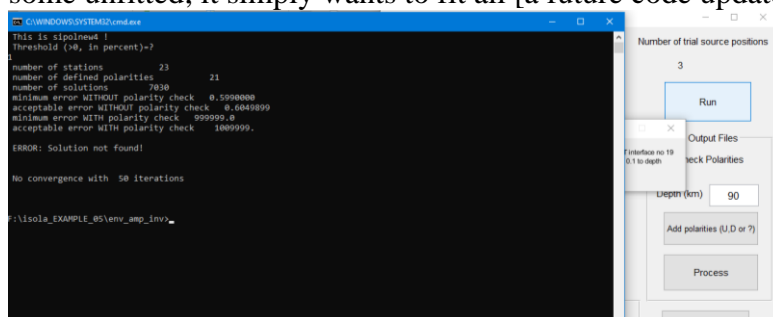 some unfitted, it simply wants to fit all [a future code update
C:\WINDOWS\SYSTEM32\cmd.exe
This is sipolnew4 !
Threshold (>0, in percent)=?
1
number of stations 23
number of defined polarities 21
number of solutions 7030
minimum error WITHOUT polarity check 0.5990000
acceptable error WITHOUT polarity check 0.6049899
minimum error WITH polarity check 999999.0
acceptable error WITH polarity check 1009999.
ERROR: Solution not found!
No convergence with 50 iterations
F:\isola_EXAMPLE_05\env_amp_inv>
Number of trial source positions
3
Run
Output Files
interface no 19
0.1 to depth
heck Polarities
Depth (km) 90
Add polarities (U,D or ?)
Process